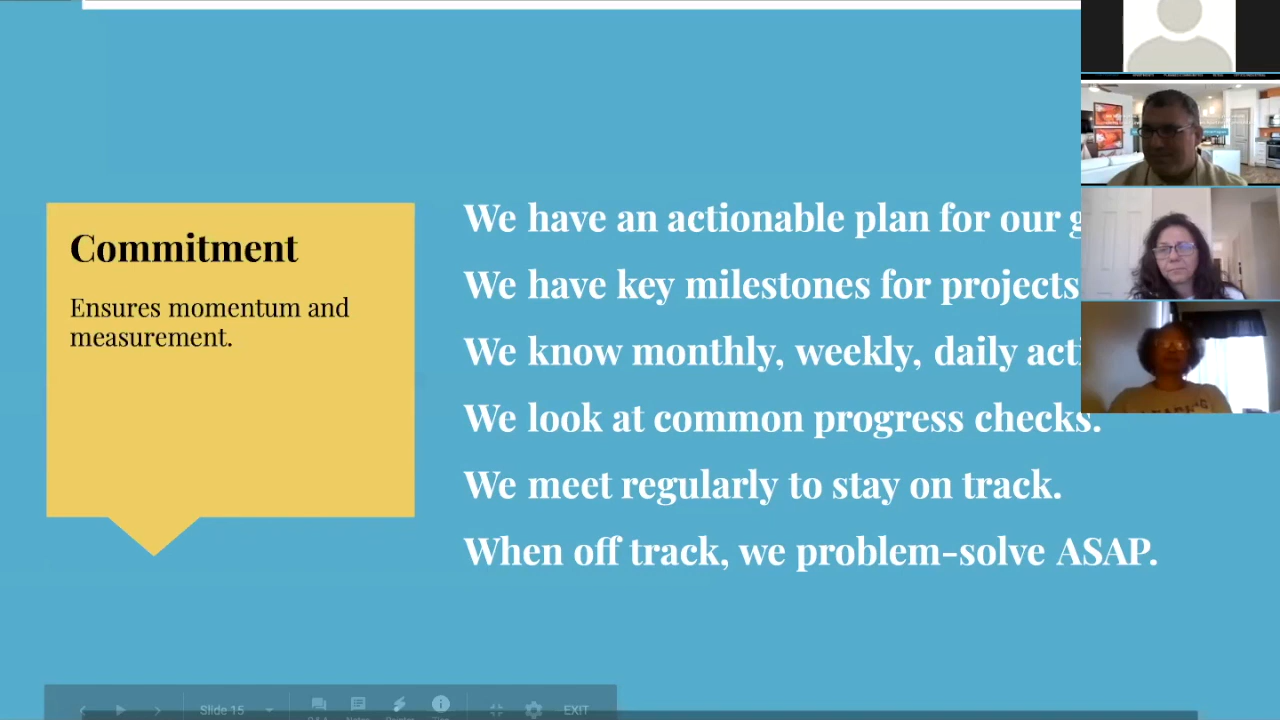 Commitment
Ensures momentum and
measurement.
We have an actionable plan for our
We have key milestones for projects
We know monthly, weekly, daily
We look at common progress checks.
We meet regularly to stay on track.
When off track, we problem-solve ASAP.
Slide 15
EXIT